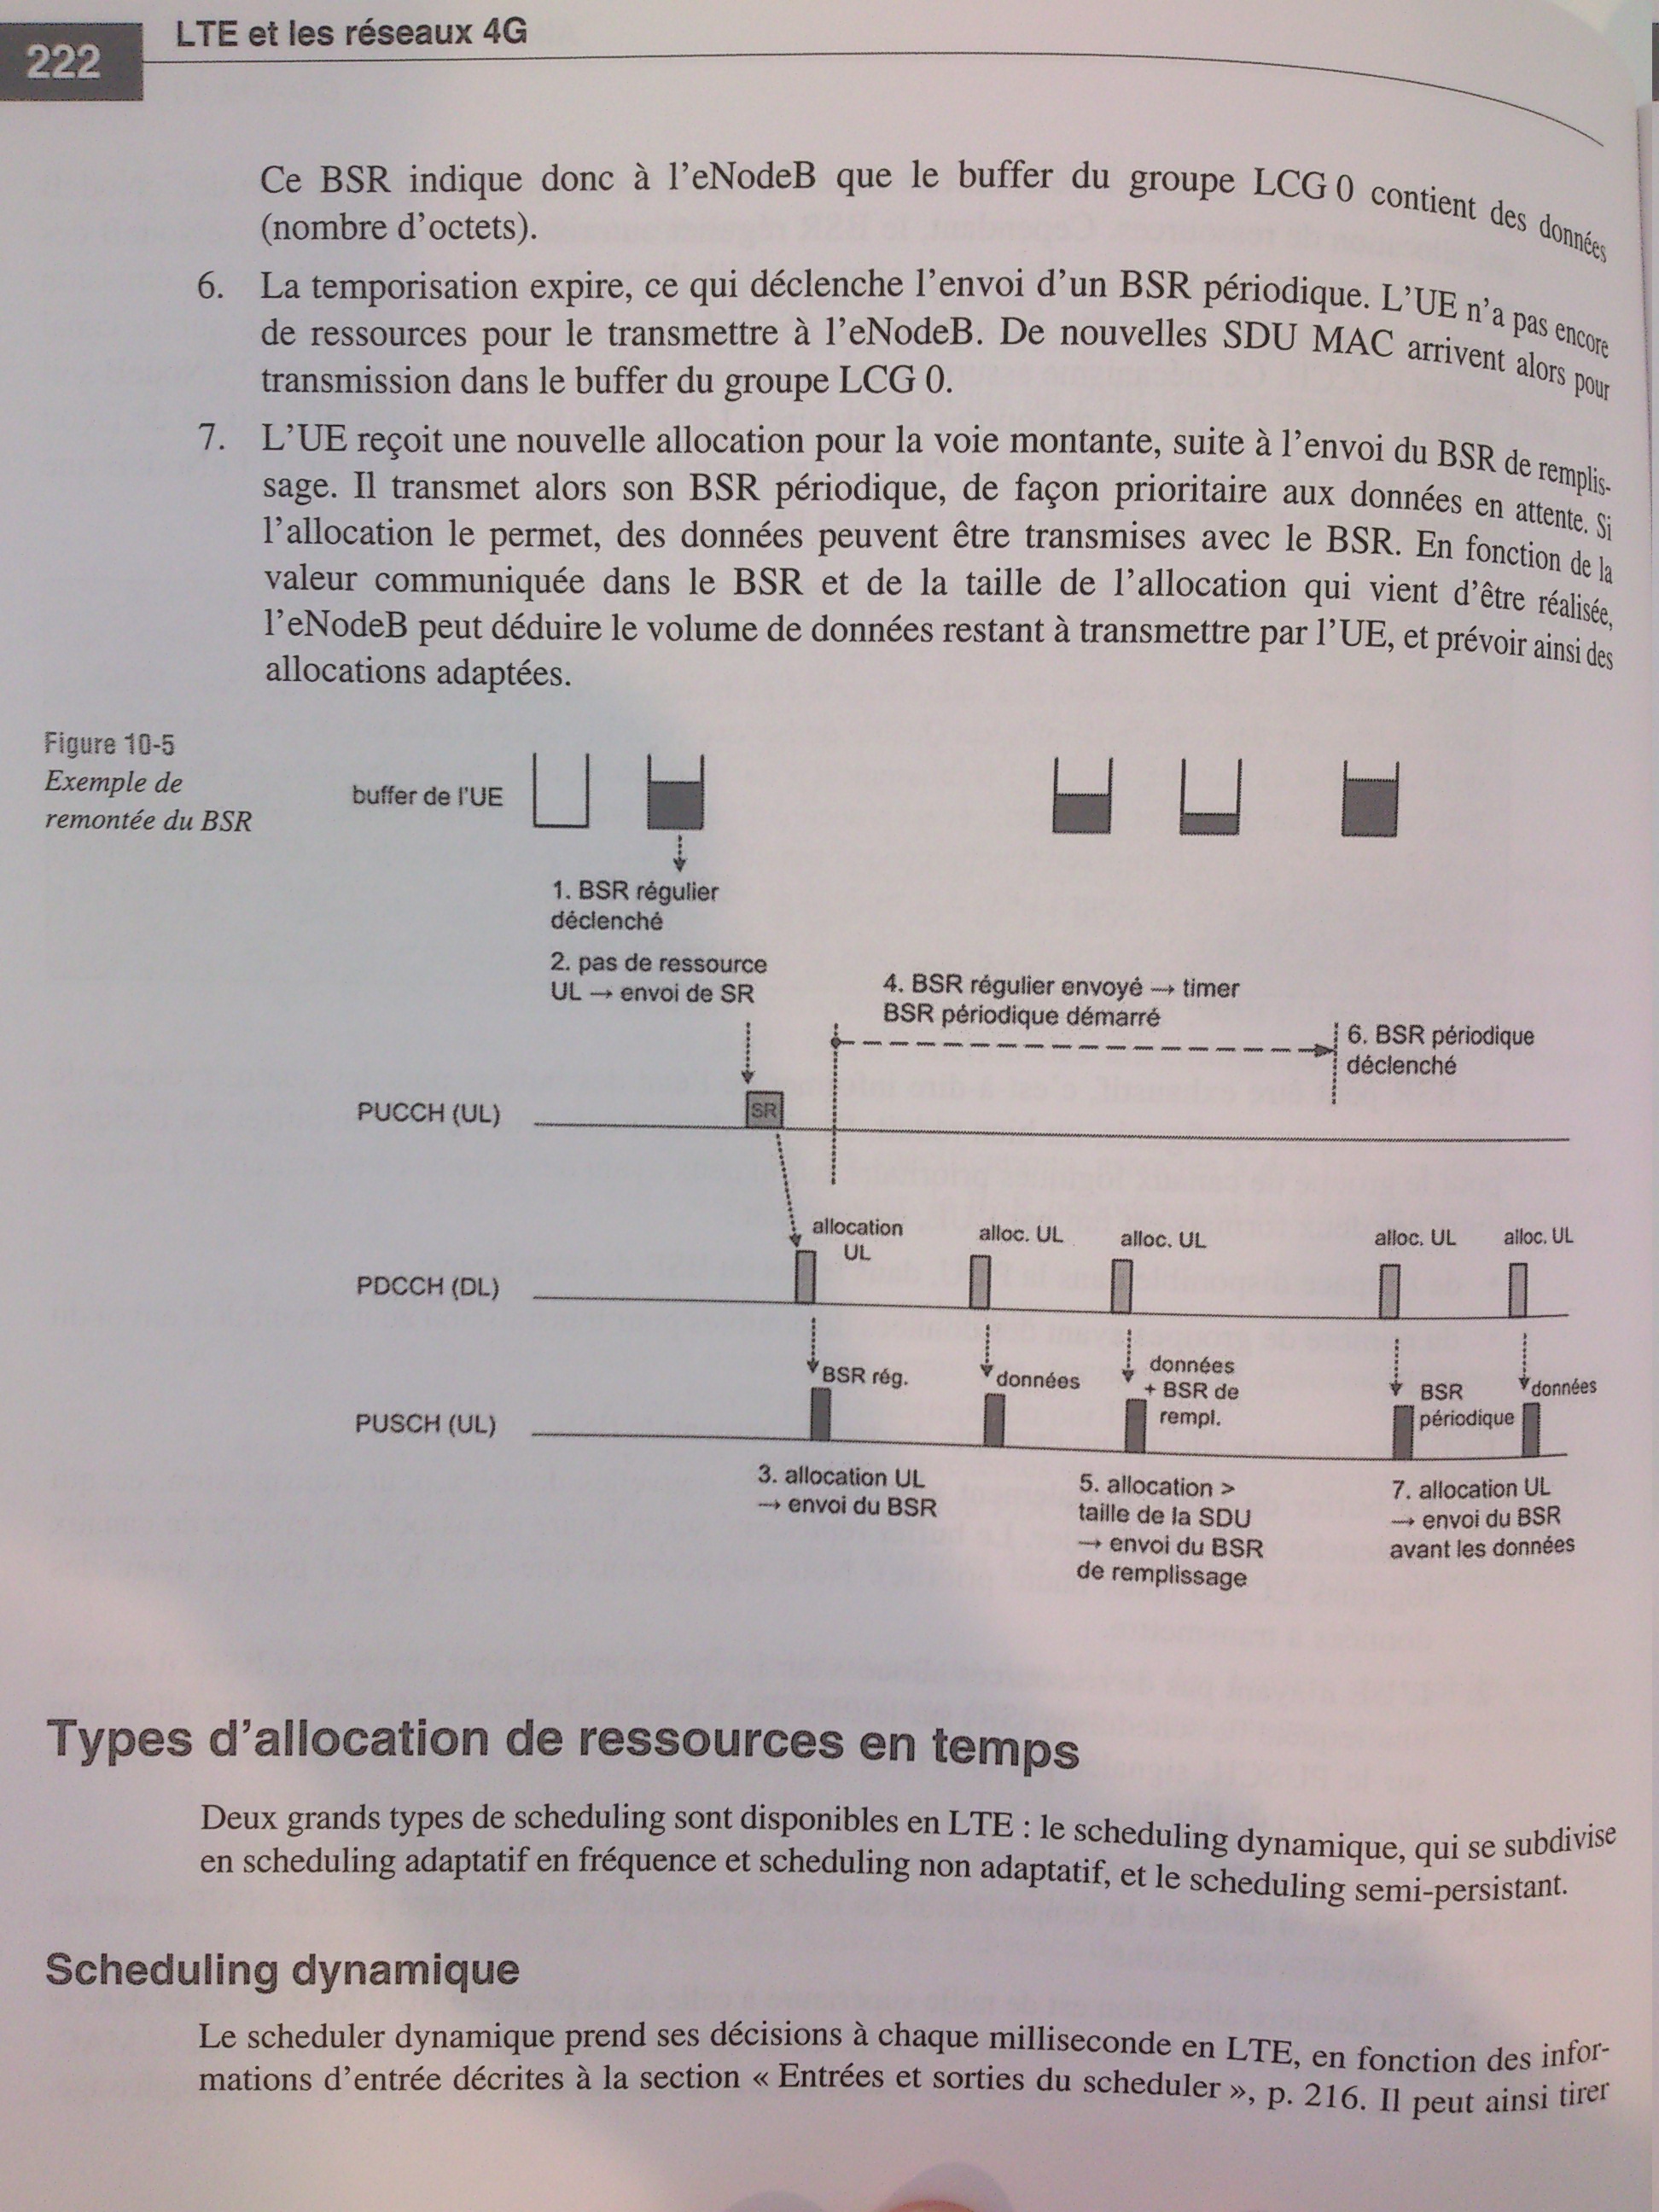 222
LTE et les réseaux 4G
Ce BSR indique donc à l'eNodeB que le buffer du groupe LCG 0 contient des données
(nombre d'octets).
6. La temporisation expire, ce qui déclenche l'envoi d'un BSR périodique. L'UE n'a pas encore
de ressources pour le transmettre à l'eNodeB. De nouvelles SDU MAC arrivent alors pour
transmission dans le buffer du groupe LCG 0.
7. L'UE reçoit une nouvelle allocation pour la voie montante, suite à l'envoi du BSR de remplis-
sage. Il transmet alors son BSR périodique, de façon prioritaire aux données en attente. Si
l'allocation le permet, des données peuvent être transmises avec le BSR. En fonction de la
valeur communiquée dans le BSR et de la taille de l'allocation qui vient d'être réalisée,
l'eNodeB peut déduire le volume de données restant à transmettre par l'UE, et prévoir ainsi des
allocations adaptées.
Figure 10-5
Exemple de
remontée du BSR
buffer de l'UE
1. BSR régulier
déclenché
2. pas de ressource
UL → envoi de SR
4. BSR régulier envoyé → timer
BSR périodique démarré
6. BSR périodique
déclenché
PUCCH (UL)
SR
allocation
UL
alloc. UL
alloc. UL
alloc. UL
alloc. UL
PDCCH (DL)
BSR rég.
données
données
+ BSR de
rempl.
BSR
périodique
données
PUSCH (UL)
3. allocation UL
→ envoi du BSR
5. allocation >
taille de la SDU
→ envoi du BSR
de remplissage
7. allocation UL
→ envoi du BSR
avant les données
Types d'allocation de ressources en temps
Deux grands types de scheduling sont disponibles en LTE : le scheduling dynamique, qui se subdivise
en scheduling adaptatif en fréquence et scheduling non adaptatif, et le scheduling semi-persistant.
Scheduling dynamique
Le scheduler dynamique prend ses décisions à chaque milliseconde en LTE, en fonction des infor-
mations d'entrée décrites à la section « Entrées et sorties du scheduler », p. 216. Il peut ainsi tirer